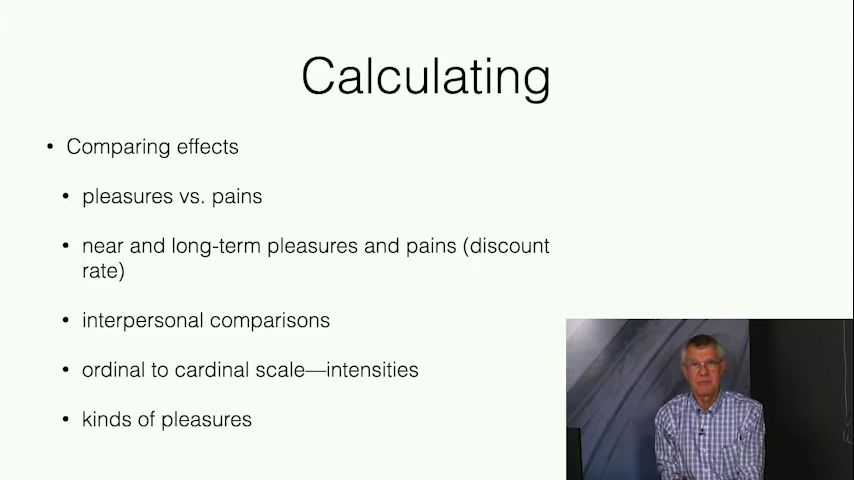 Calculating
• Comparing effects
• pleasures vs. pains
• near and long-term pleasures and pains (discount
rate)
• interpersonal comparisons
• ordinal to cardinal scale—intensities
• kinds of pleasures